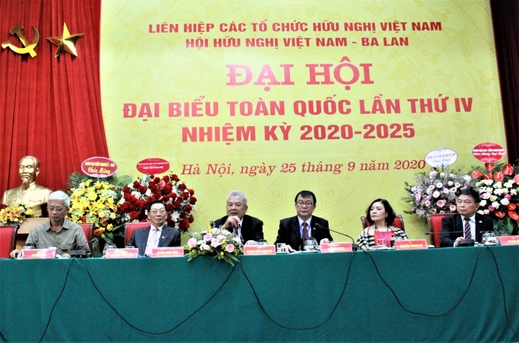 LIÊN HIỆP CÁC TỔ CHỨC HỮU NGHỊ VIỆT NAM
HỘI HỮU NGHỊ VIỆT NAM - BA LAN
ĐẠI HỘI
ĐẠI BIỂU TOÀN QUỐC LẦN THỨ IV
NHIỆM KỲ 2020-2025
Hà Nội, ngày 25 tháng 9 năm 2020